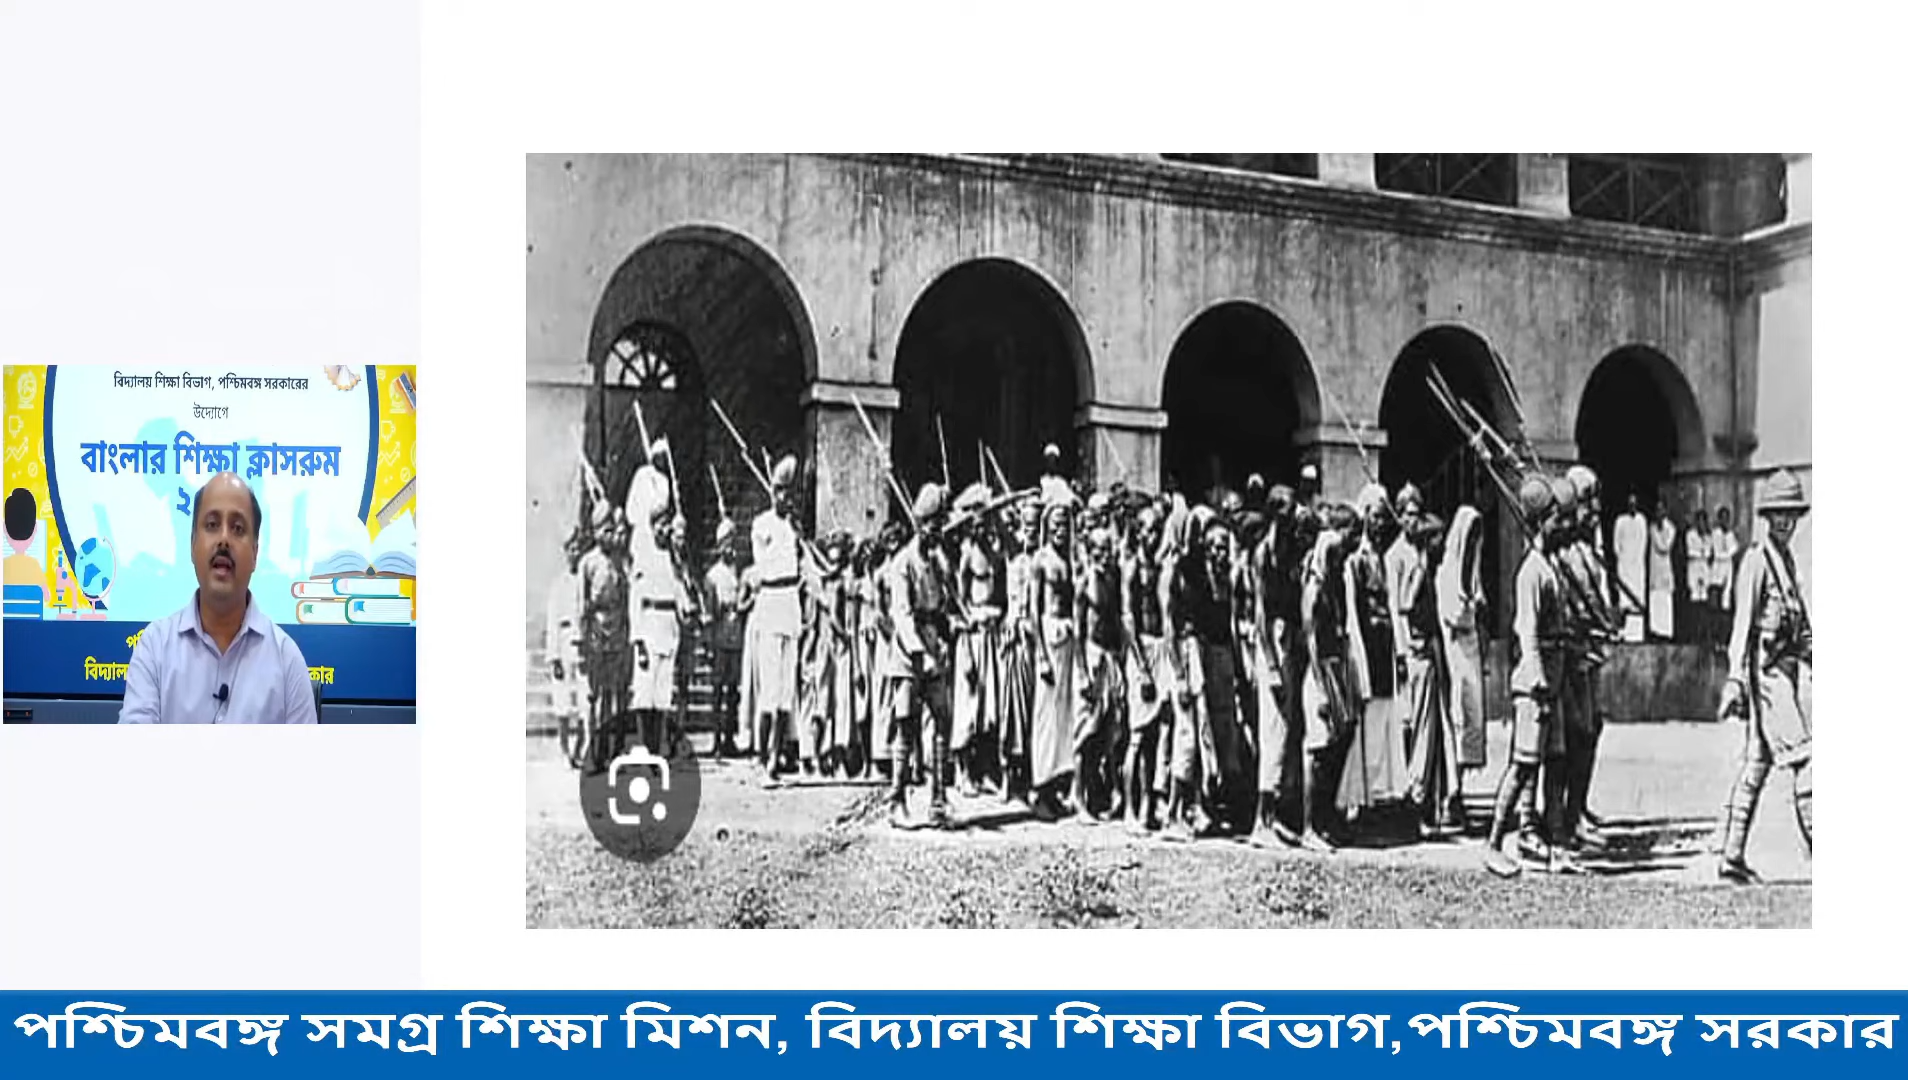 বিদ্যালয় শিক্ষা বিভাগ, পশ্চিমবঙ্গ সরকারের
উদ্যোগে
বাংলার শিক্ষা ক্লাসরুম
পশ্চিমবঙ্গ সমগ্র শিক্ষা মিশন, বিদ্যালয় শিক্ষা বিভাগ,পশ্চিমবঙ্গ সরকার